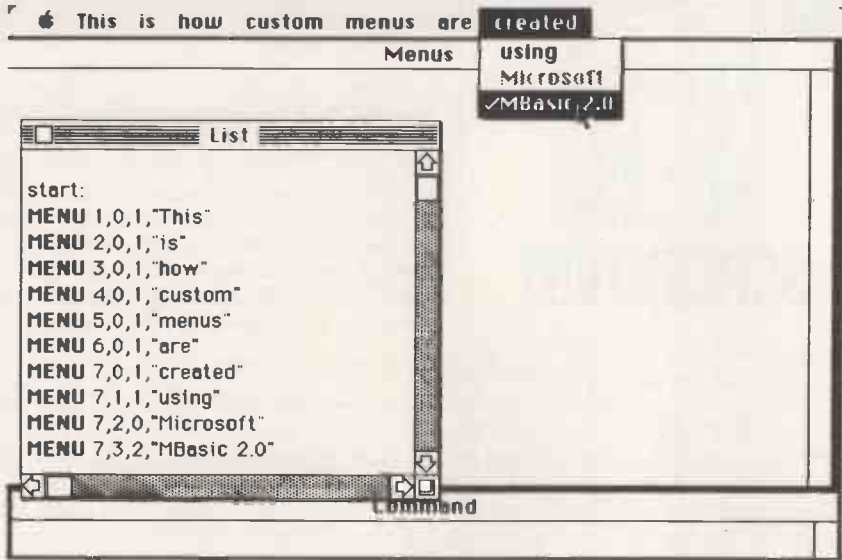 This is how custom menus are created
Menus
using
Microsoft
✓MBasic 2.0
List
start:
MENU 1,0,1,"This"
MENU 2,0,1,"is"
MENU 3,0,1,"how"
MENU 4,0,1,"custom"
MENU 5,0,1,"menus"
MENU 6,0,1,"are"
MENU 7,0,1,"created"
MENU 7,1,1,"using"
MENU 7,2,0,"Microsoft"
MENU 7,3,2,"MBasic 2.0"
Command